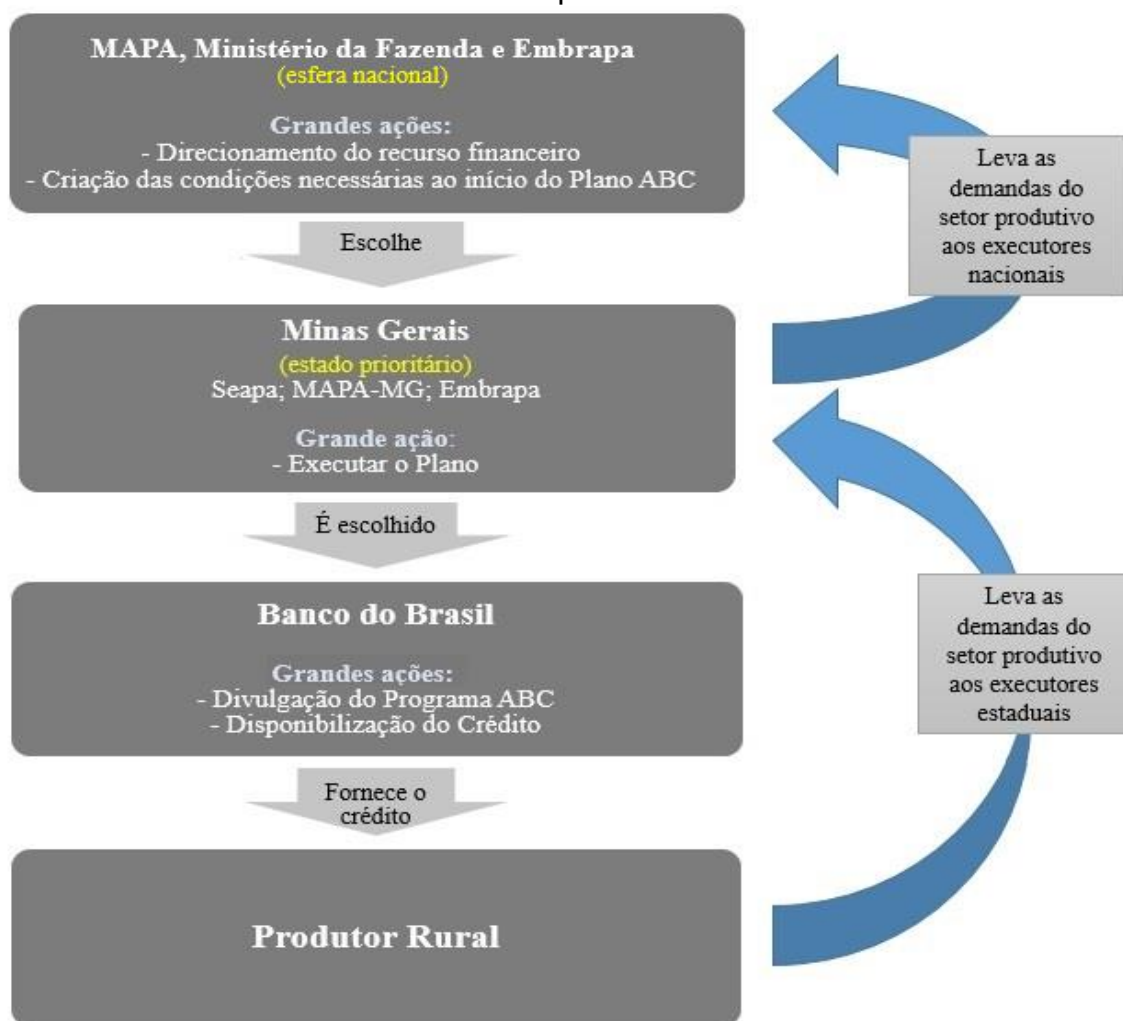 MAPA, Ministério da Fazenda e Embrapa
(esfera nacional)
Grandes ações:
- Direcionamento do recurso financeiro
- Criação das condições necessárias ao início do Plano ABC
Escolhe
Leva as
demandas do
setor produtivo
aos executores
nacionais
Minas Gerais
(estado prioritário)
Seapa; MAPA-MG; Embrapa
Grande ação:
- Executar o Plano
É escolhido
Banco do Brasil
Grandes ações:
- Divulgação do Programa ABC
- Disponibilização do Crédito
Leva as
demandas do
setor produtivo
aos executores
estaduais
Fornece o
crédito
Produtor Rural